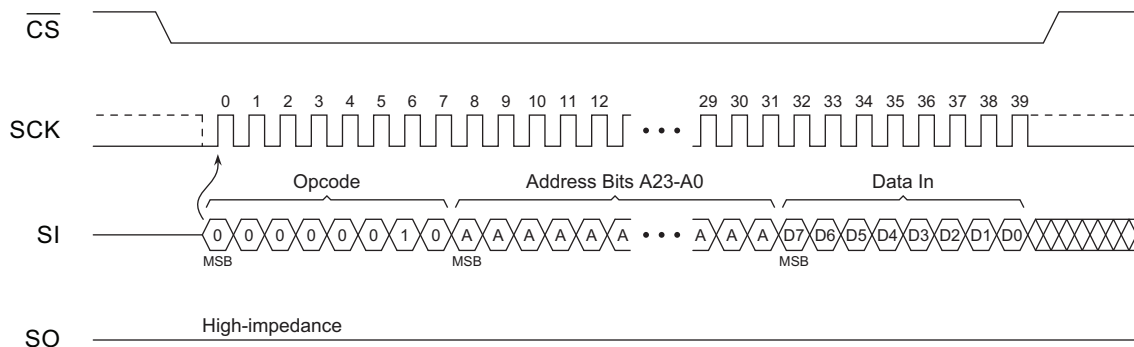 CS
0 1 2 3 4 5 6 7 8 9 10 11 12 29 30 31 32 33 34 35 36 37 38 39
SCK
Opcode Address Bits A23-A0 Data In
SI 0 0 0 0 0 0 1 0 A A A A A A A A A D7 D6 D5 D4 D3 D2 D1 D0
MSB MSB MSB
High-impedance
SO